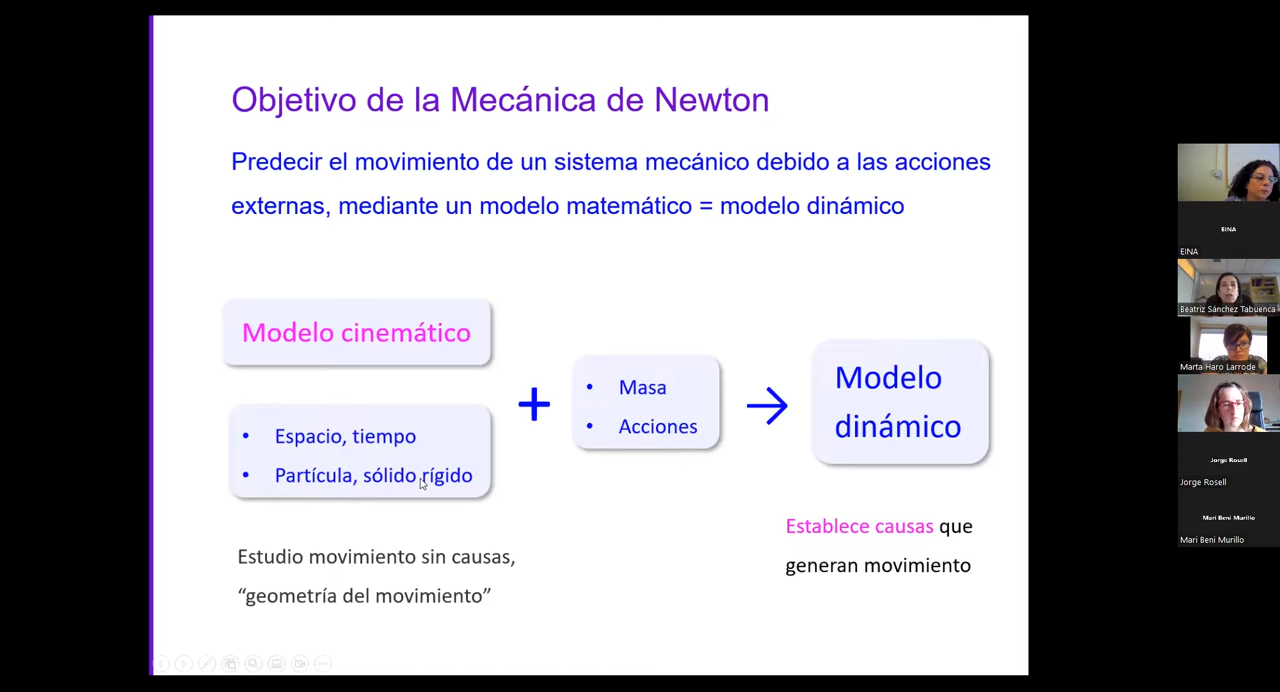 Objetivo de la Mecánica de Newton
Predecir el movimiento de un sistema mecánico debido a las acciones
externas, mediante un modelo matemático = modelo dinámico
Modelo cinemático
• Espacio, tiempo
• Partícula, sólido rígido
Estudio movimiento sin causas,
“geometría del movimiento”
+
• Masa
• Acciones
→
Modelo
dinámico
Establece causas que
generan movimiento
EINA
EINA
Beatriz Sánchez Tabuenca
Marta Haro Larrode
Jorge Rosell
Jorge Rosell
Mari Beni Murillo
Mari Beni Murillo